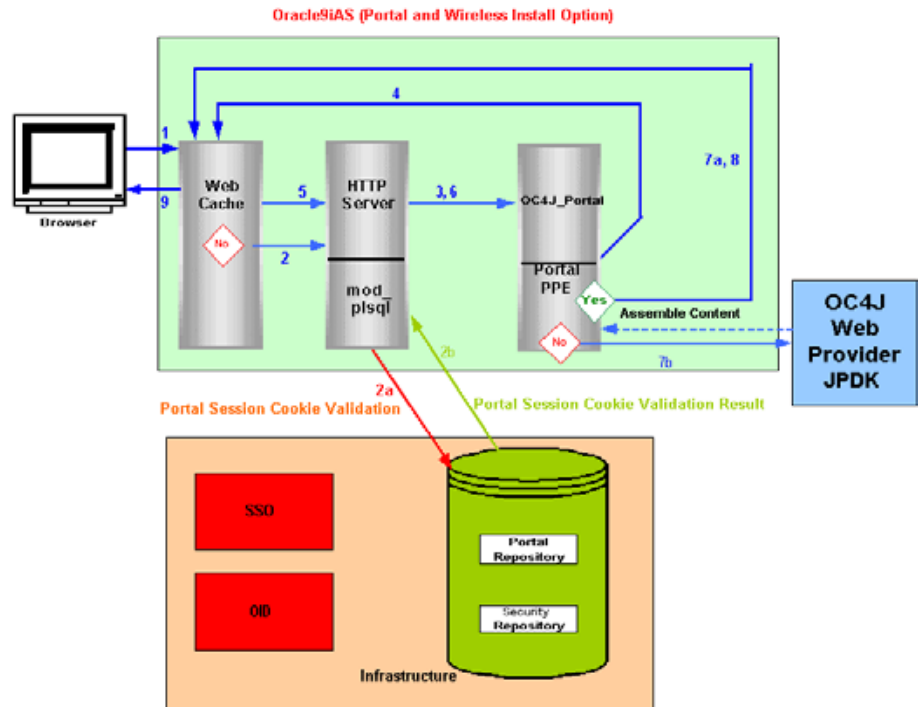 Oracle9iAS (Portal and Wireless Install Option)
4
1
7a, 8
Web
Cache
5
HTTP
Server
3, 6
OC4J_Portal
9
Browser
No
2
mod_
plsql
Portal
PPE
Yes
Assemble Content
No
7b
OC4J
Web
Provider
JPDK
2b
2a
Portal Session Cookie Validation
Portal Session Cookie Validation Result
SSO
OID
Portal
Repository
Security
Repository
Infrastructure